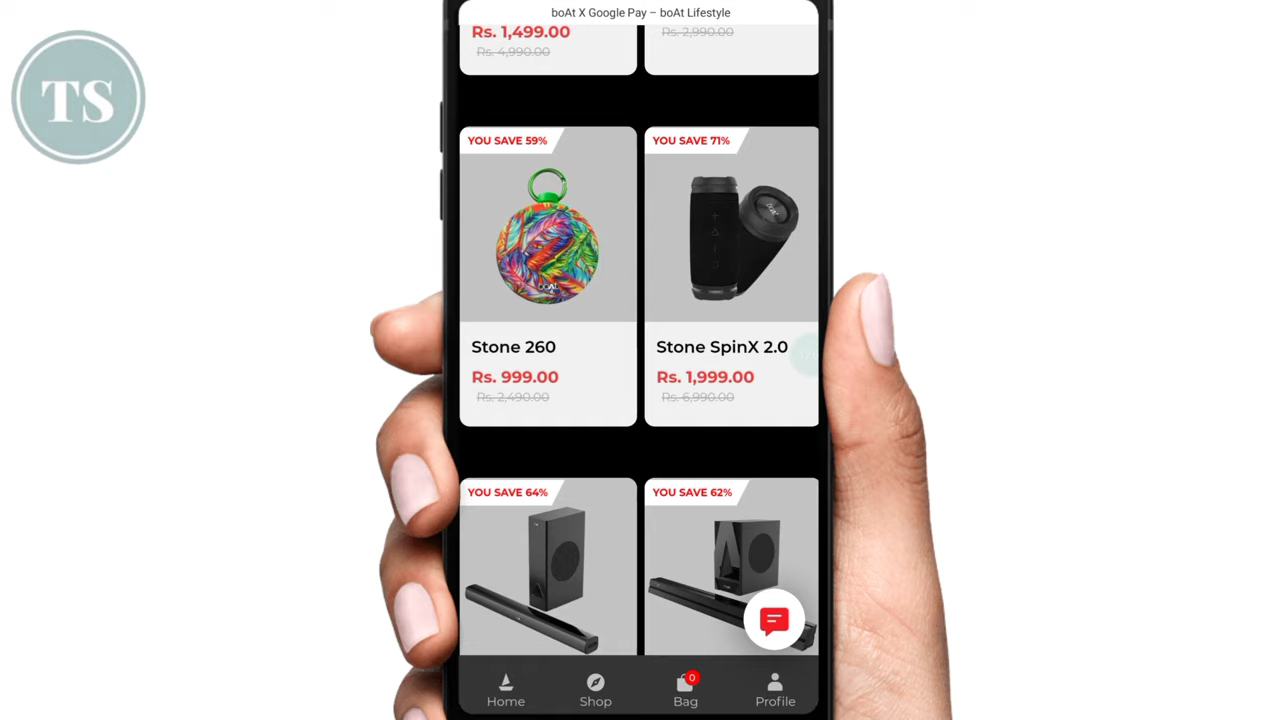 boAt X Google Pay – boAt Lifestyle
TS
Rs. 1,499.00
Rs. 4,990.00
Rs. 2,990.00
YOU SAVE 59%
YOU SAVE 71%
boAt
boAt
Stone 260
Stone SpinX 2.0
Rs. 999.00
Rs. 1,999.00
Rs. 2,490.00
Rs. 6,990.00
YOU SAVE 64%
YOU SAVE 62%
0
Home
Shop
Bag
Profile